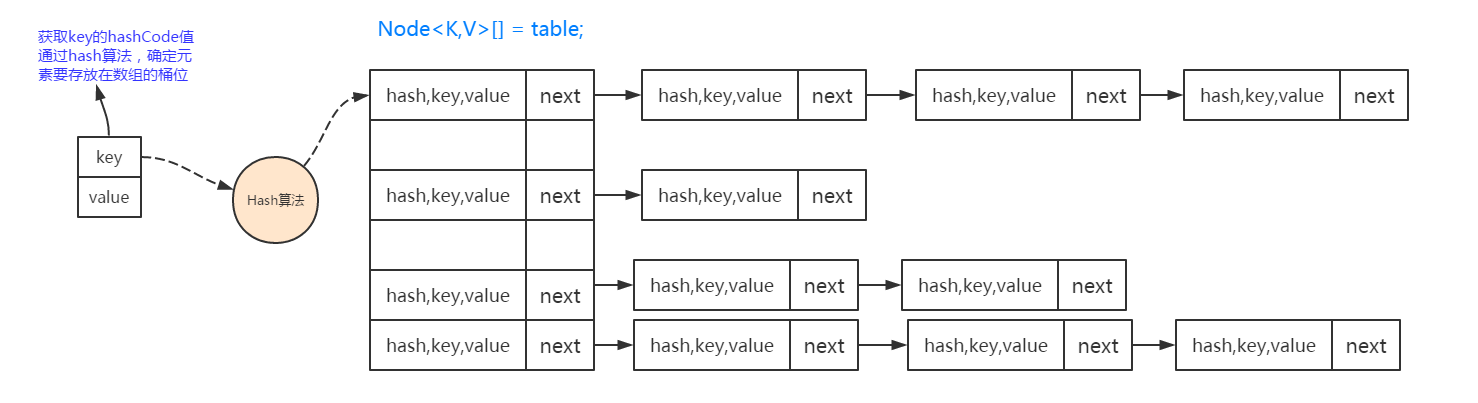 Node<K,V>[] = table;
获取key的hashCode值
通过hash算法，确定元
素要存放在数组的桶位
key
value
Hash算法
hash,key,value next hash,key,value next hash,key,value next hash,key,value next
hash,key,value next hash,key,value next
hash,key,value next hash,key,value next hash,key,value next
hash,key,value next hash,key,value next hash,key,value next hash,key,value next